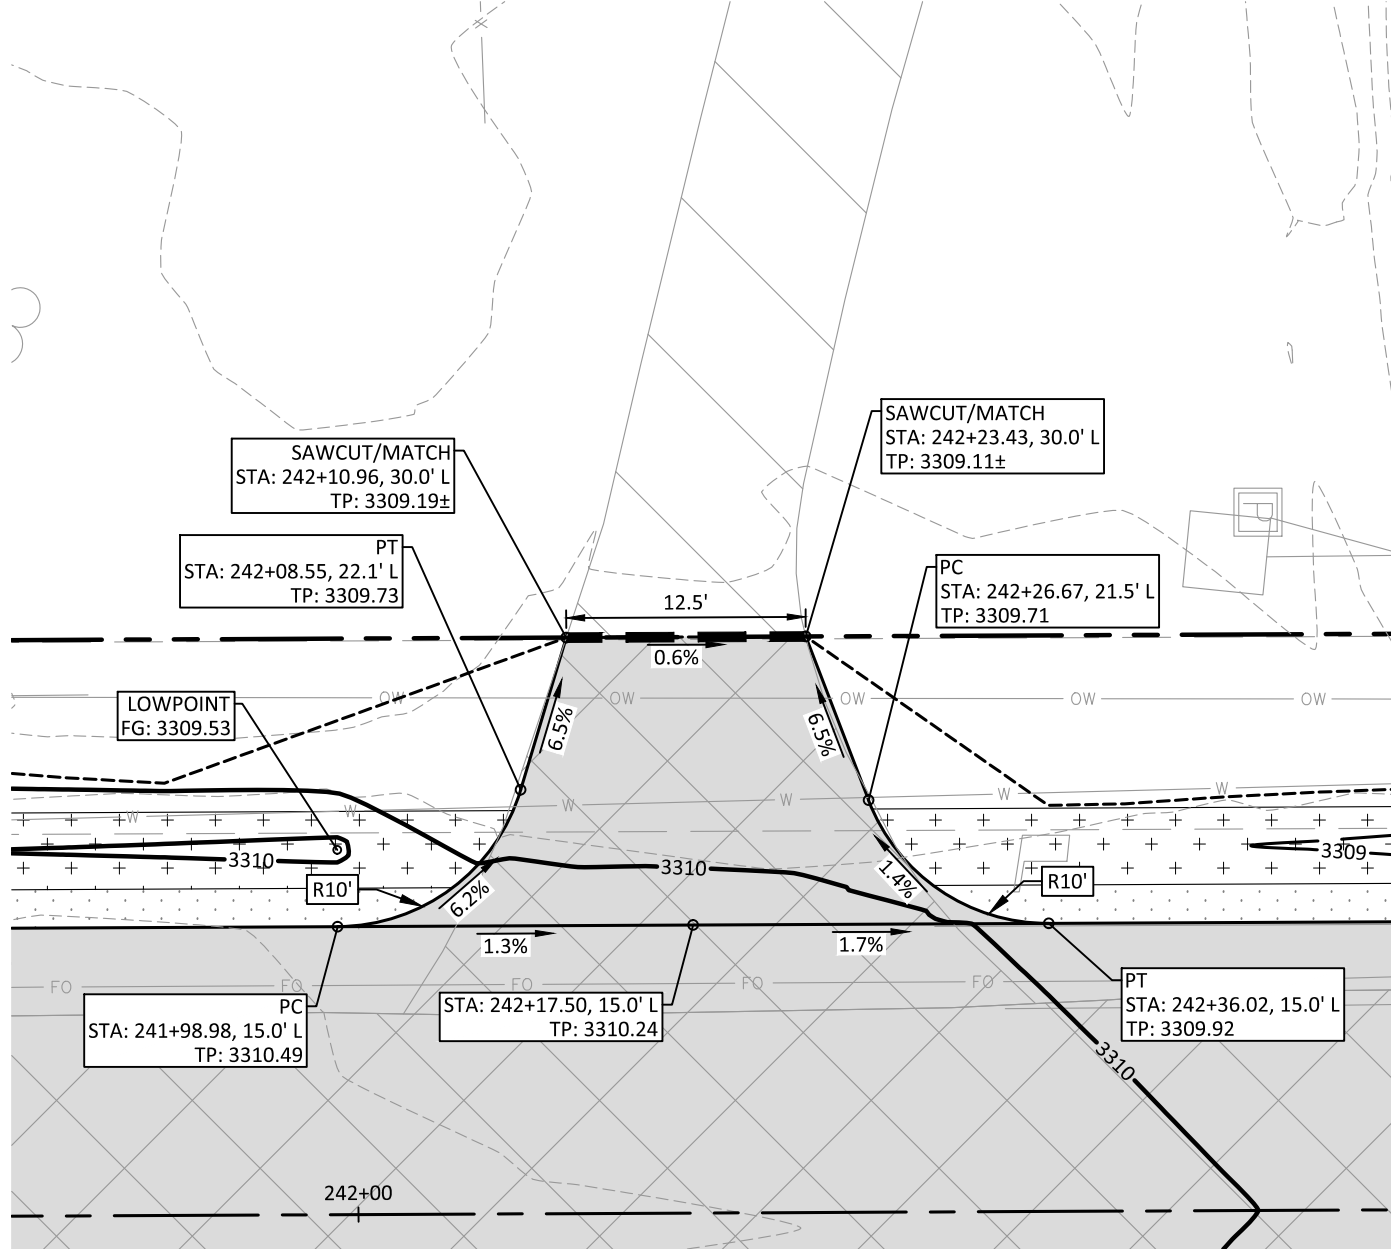 SAWCUT/MATCH
STA: 242+23.43, 30.0' L
TP: 3309.11±
SAWCUT/MATCH
STA: 242+10.96, 30.0' L
TP: 3309.19±
PT
STA: 242+08.55, 22.1' L
TP: 3309.73
PC
STA: 242+26.67, 21.5' L
TP: 3309.71
12.5'
0.6%
LOWPOINT
FG: 3309.53
OW
OW
OW
OW
OW
6.5%
6.5%
W
W
W
W
W
W
3310
3310
3309
R10'
6.2%
1.4%
R10'
1.3%
1.7%
FO
FO
FO
FO
PC
STA: 241+98.98, 15.0' L
TP: 3310.49
STA: 242+17.50, 15.0' L
TP: 3310.24
PT
STA: 242+36.02, 15.0' L
TP: 3309.92
3310
242+00